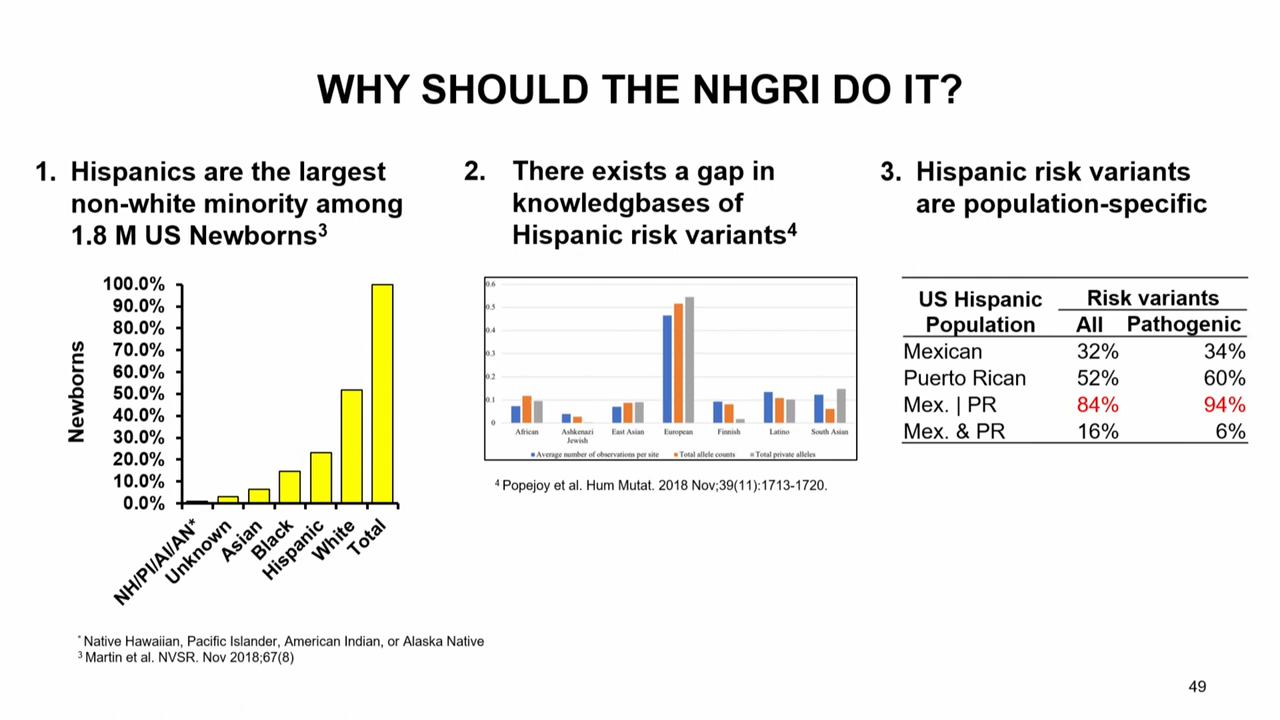 WHY SHOULD THE NHGRI DO IT?
1. Hispanics are the largest
non-white minority among
1.8 M US Newborns3
100.0%
90.0%
80.0%
70.0%
60.0%
50.0%
40.0%
30.0%
20.0%
10.0%
0.0%
Newborns
NH/PI/AI/AN*
Unknown
Asian
Black
Hispanic
White
Total
* Native Hawaiian, Pacific Islander, American Indian, or Alaska Native
3 Martin et al. NVSR. Nov 2018;67(8)
2. There exists a gap in
knowledgbases of
Hispanic risk variants4
0.6
0.5
0.4
0.3
0.2
0.1
0
African
Ashkenazi
Jewish
East Asian
European
Finnish
Latino
South Asian
Average number of observations per site Total allele counts Total private alleles
4 Popejoy et al. Hum Mutat. 2018 Nov;39(11):1713-1720.
3. Hispanic risk variants
are population-specific
US Hispanic Risk variants
Population All Pathogenic
Mexican 32% 34%
Puerto Rican 52% 60%
Mex. | PR 84% 94%
Mex. & PR 16% 6%
49